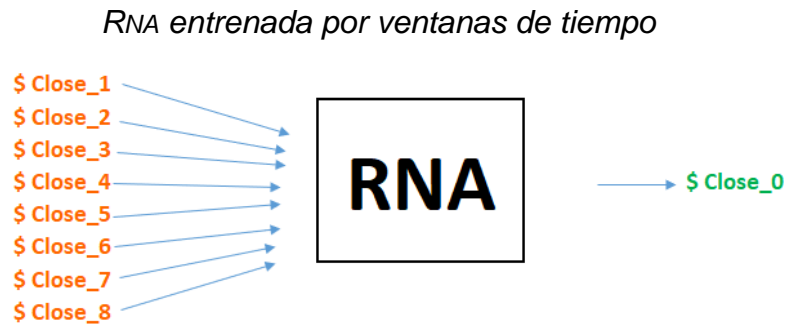 RNA entrenada por ventanas de tiempo
$ Close_1
$ Close_2
$ Close_3
$ Close_4
$ Close_5
$ Close_6
$ Close_7
$ Close_8
RNA
$ Close_0